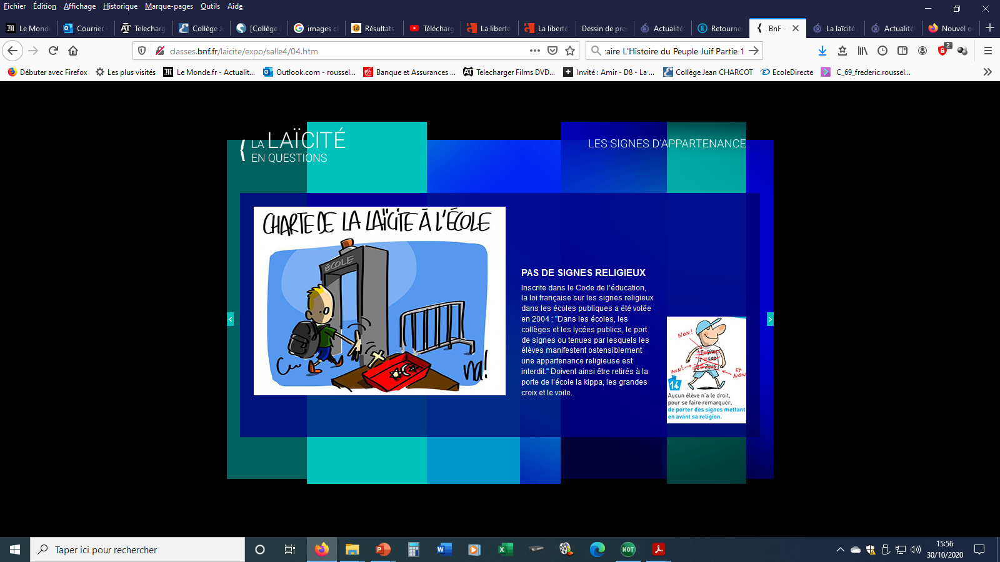 Fichier Édition Affichage Historique Marque-pages Outils Aide
Le Mond Courrier - Telecharg Collège Je [Collège J images cl Résultats Télécharg La liberté La liberté Dessin de pre Actualités Retourne BnF - La laïcité Actualités Nouvel o
classes.bnf.fr/laicite/expo/salle4/04.htm
:aire L'Histoire du Peuple Juif Partie 1
2
Débuter avec Firefox Les plus visités Le Monde.fr - Actualit... Outlook.com - roussel... Banque et Assurances ... Telecharger Films DVD... Invité : Amir - D8 - La ... Collège Jean CHARCOT EcoleDirecte C_69_frederic.roussel...
LA LAÏCITÉ
EN QUESTIONS
LES SIGNES D'APPARTENANCE
CHARTE DE LA LAÏCITE À L'ÉCOLE
ÉCOLE
na!
PAS DE SIGNES RELIGIEUX
Inscrite dans le Code de l'éducation,
la loi française sur les signes religieux
dans les écoles publiques a été votée
en 2004 : "Dans les écoles, les
collèges et les lycées publics, le port
de signes ou tenues par lesquels les
élèves manifestent ostensiblement
une appartenance religieuse est
interdit." Doivent ainsi être retirés à la
porte de l'école la kippa, les grandes
croix et le voile.
NON!
NON!
ET
NON
14
Aucun élève n'a le droit,
pour se faire remarquer,
de porter des signes mettant
en avant sa religion.
Taper ici pour rechercher
NOT
15:56
30/10/2020